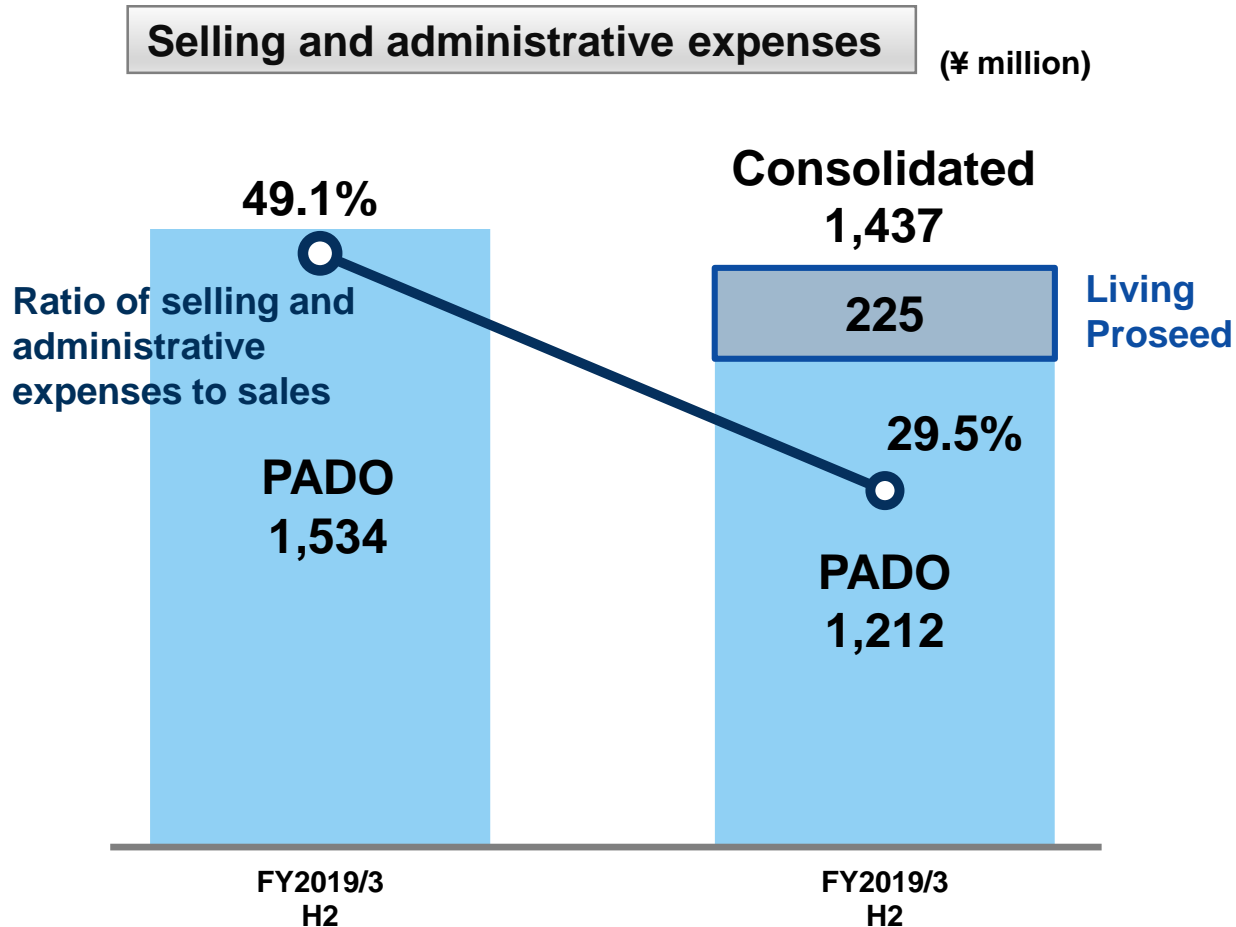 Selling and administrative expenses
(¥ million)
49.1%
Ratio of selling and
administrative
expenses to sales
PADO
1,534
Consolidated
1,437
225
Living
Proseed
29.5%
PADO
1,212
FY2019/3
H2
FY2019/3
H2